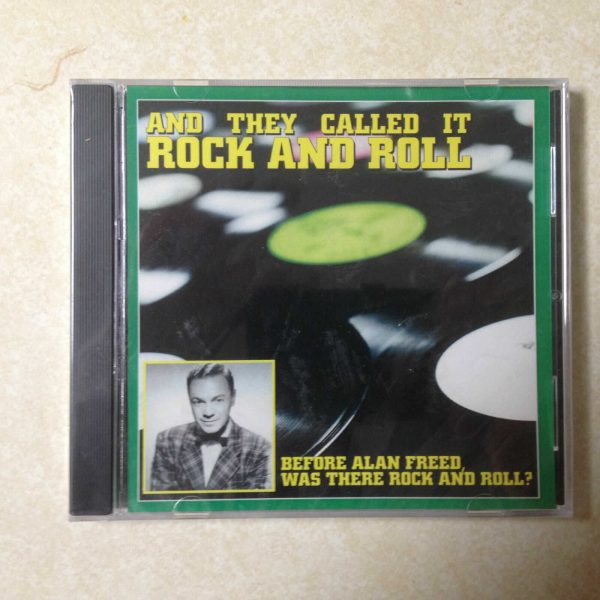 AND THEY CALLED IT
ROCK AND ROLL
BEFORE ALAN FREED,
WAS THERE ROCK AND ROLL?